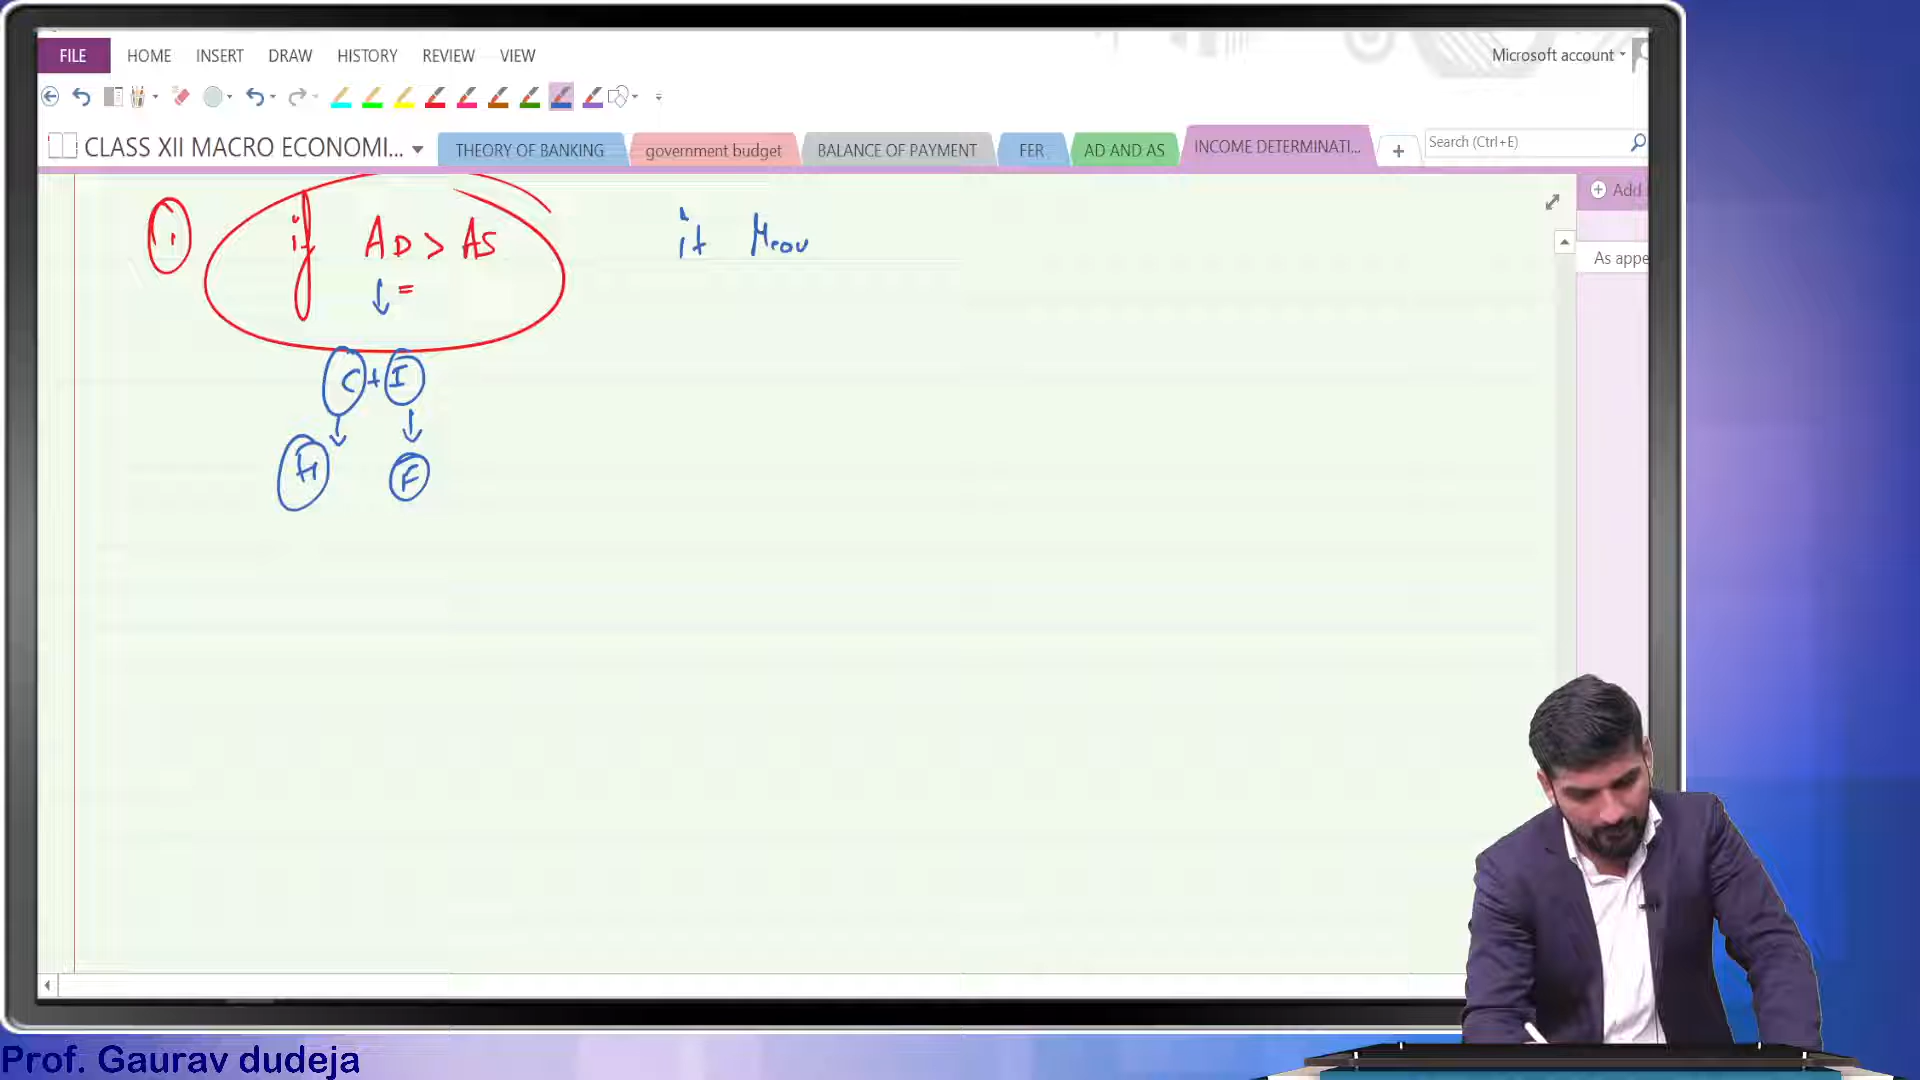 FILE HOME INSERT DRAW HISTORY REVIEW VIEW Microsoft account
CLASS XII MACRO ECONOMI... THEORY OF BANKING government budget BALANCE OF PAYMENT FER AD AND AS INCOME DETERMINATI... + Search (Ctrl+E)
Add
As appe
1. if AD > AS it Mean
↓ =
C + I
↓ ↓
H F
Prof. Gaurav dudeja